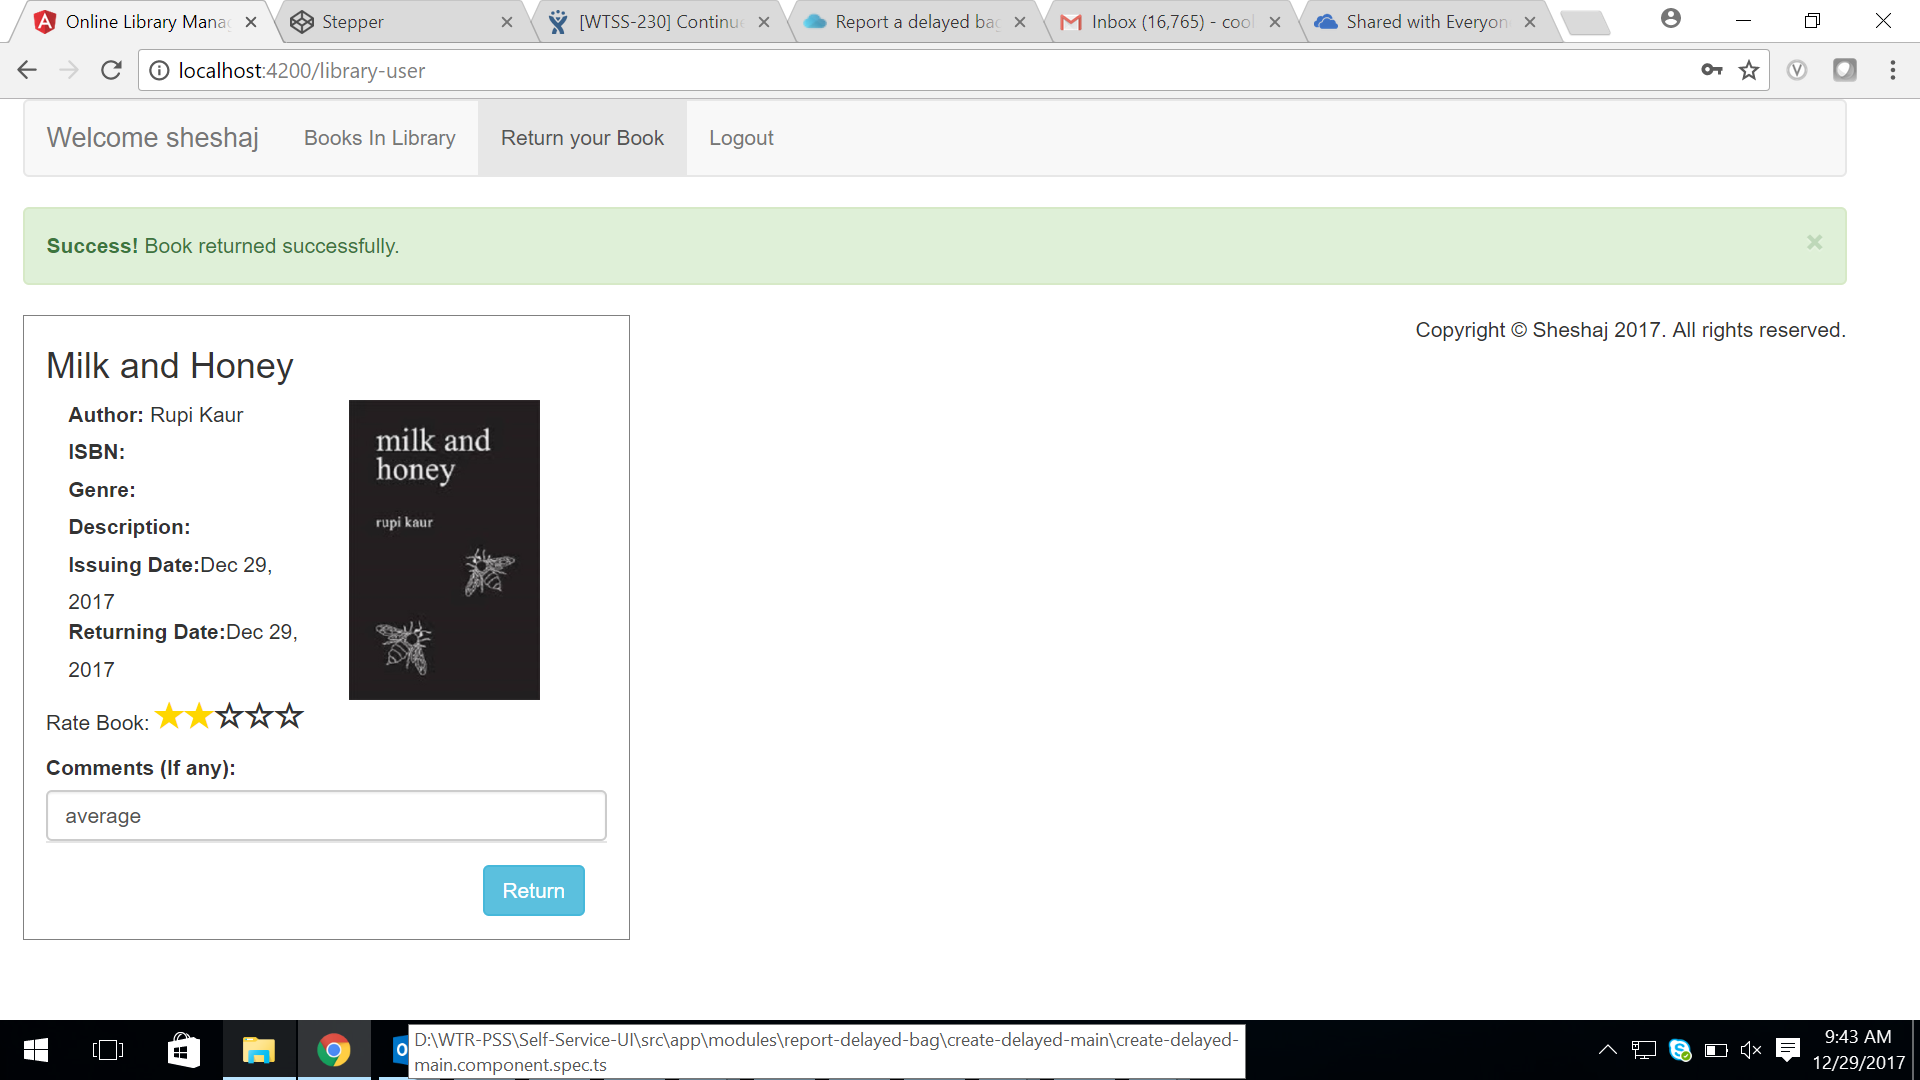 Online Library Mana
Stepper
[WTSS-230] Continue
Report a delayed bag
Inbox (16,765) - cool
Shared with Everyon
localhost:4200/library-user
Welcome sheshaj
Books In Library
Return your Book
Logout
Success! Book returned successfully.
Copyright © Sheshaj 2017. All rights reserved.
Milk and Honey
Author: Rupi Kaur
ISBN:
Genre:
Description:
Issuing Date:Dec 29,
2017
Returning Date:Dec 29,
2017
milk and
honey
rupi kaur
Rate Book:
Comments (If any):
average
Return
D:\WTR-PSS\Self-Service-UI\src\app\modules\report-delayed-bag\create-delayed-main\create-delayed-
main.component.spec.ts
9:43 AM
12/29/2017